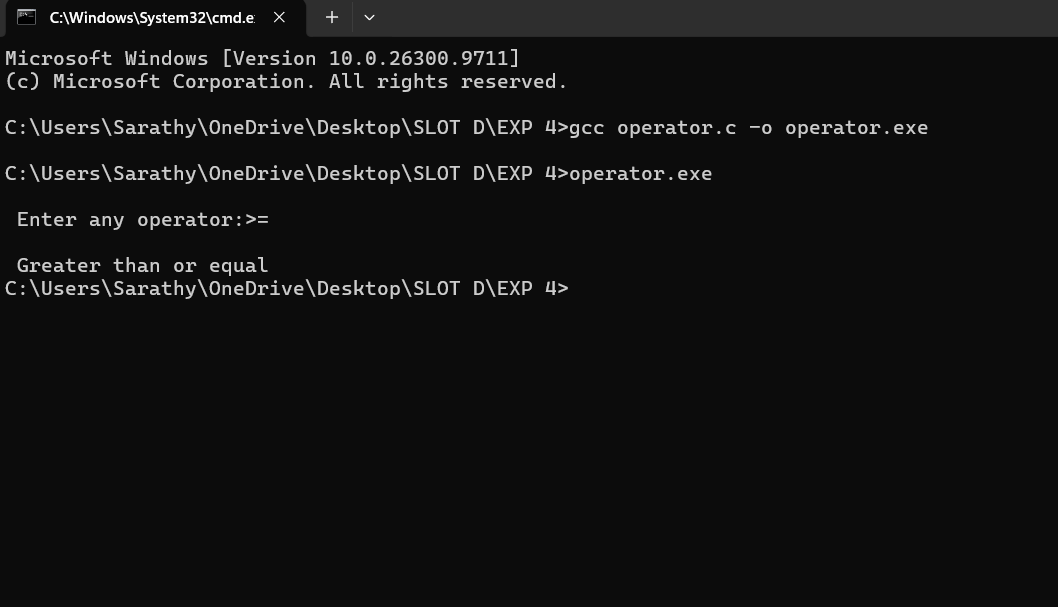 C:\Windows\System32\cmd.e
Microsoft Windows [Version 10.0.26300.9711]
(c) Microsoft Corporation. All rights reserved.
C:\Users\Sarathy\OneDrive\Desktop\SLOT D\EXP 4>gcc operator.c -o operator.exe
C:\Users\Sarathy\OneDrive\Desktop\SLOT D\EXP 4>operator.exe
Enter any operator:>=
Greater than or equal
C:\Users\Sarathy\OneDrive\Desktop\SLOT D\EXP 4>